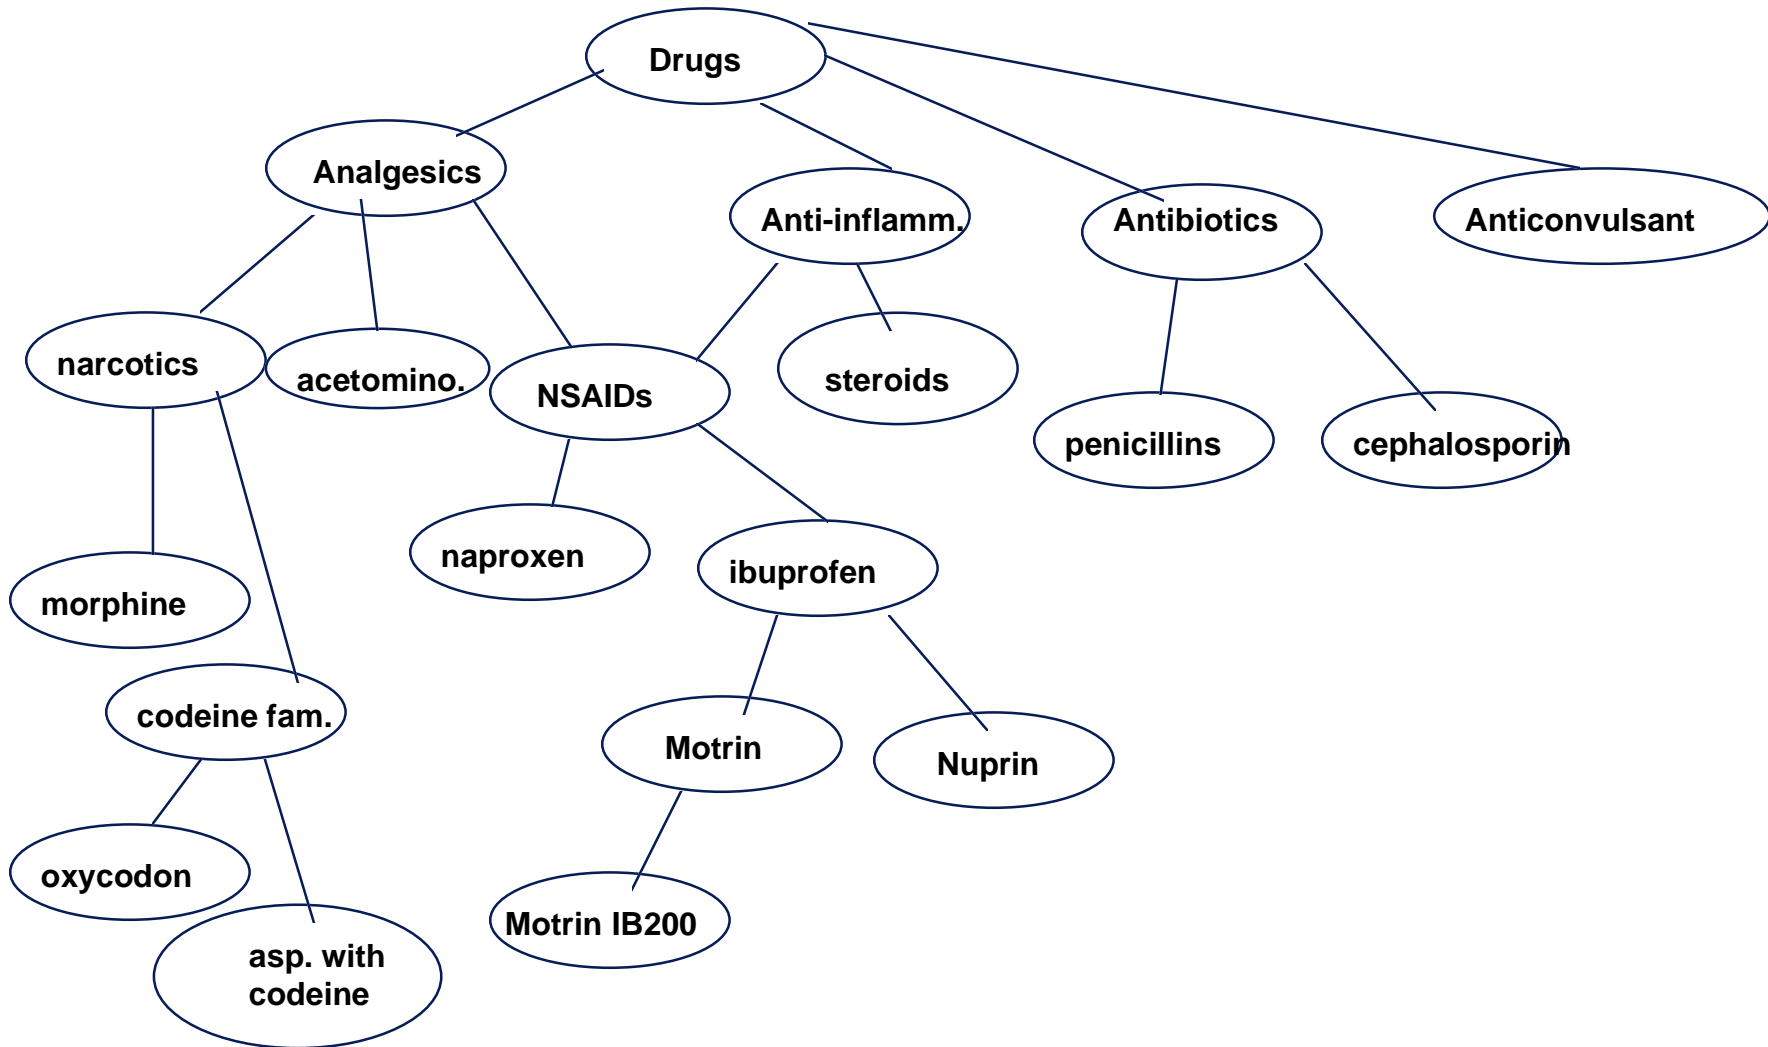 Drugs
Analgesics
Anti-inflamm.
Antibiotics
Anticonvulsant
narcotics
acetomino.
NSAIDs
steroids
penicillins
cephalosporin
morphine
naproxen
ibuprofen
codeine fam.
Motrin
Nuprin
oxycodon
Motrin IB200
asp. with
codeine